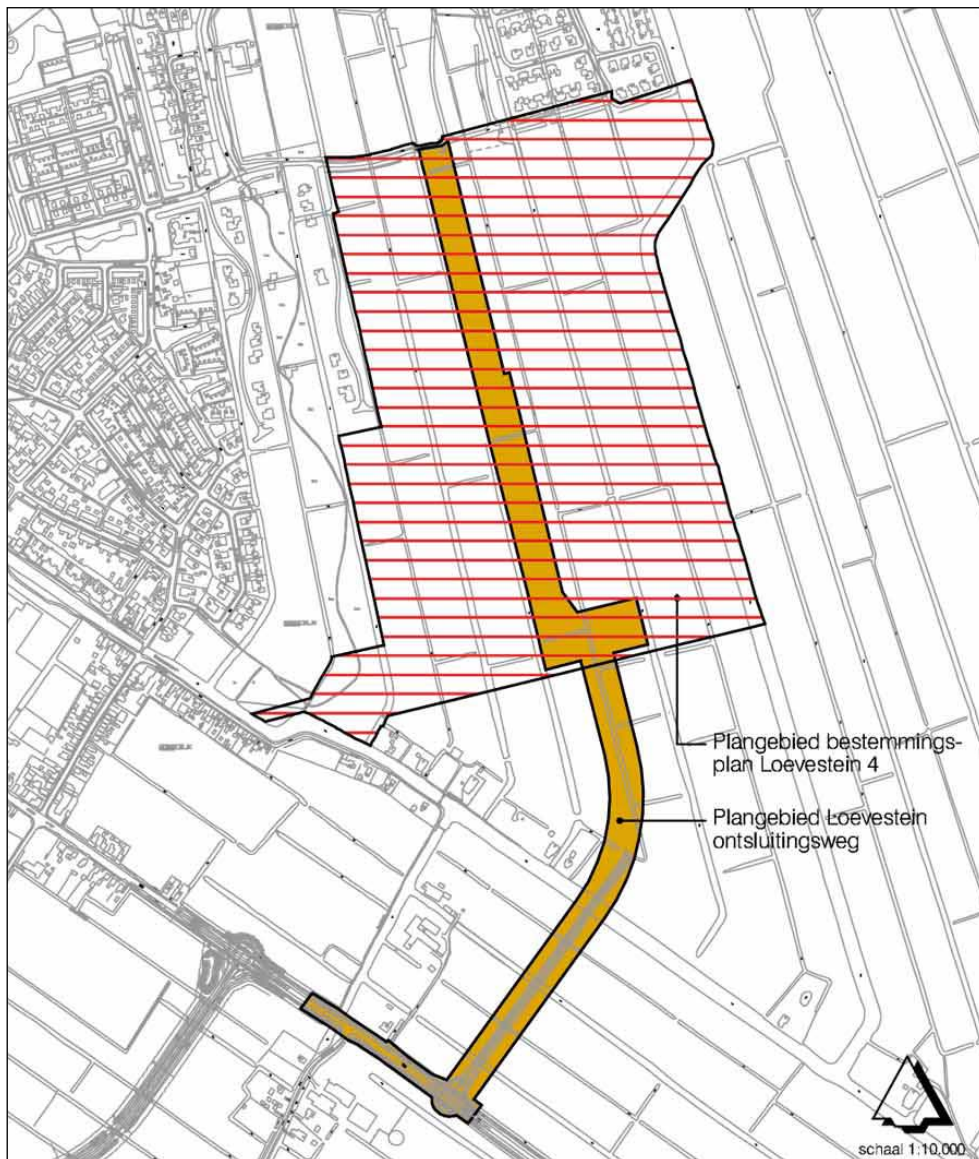 Plangebied bestemmings-
plan Loevestein 4
Plangebied Loevestein
ontsluitingsweg
schaal 1:10.000